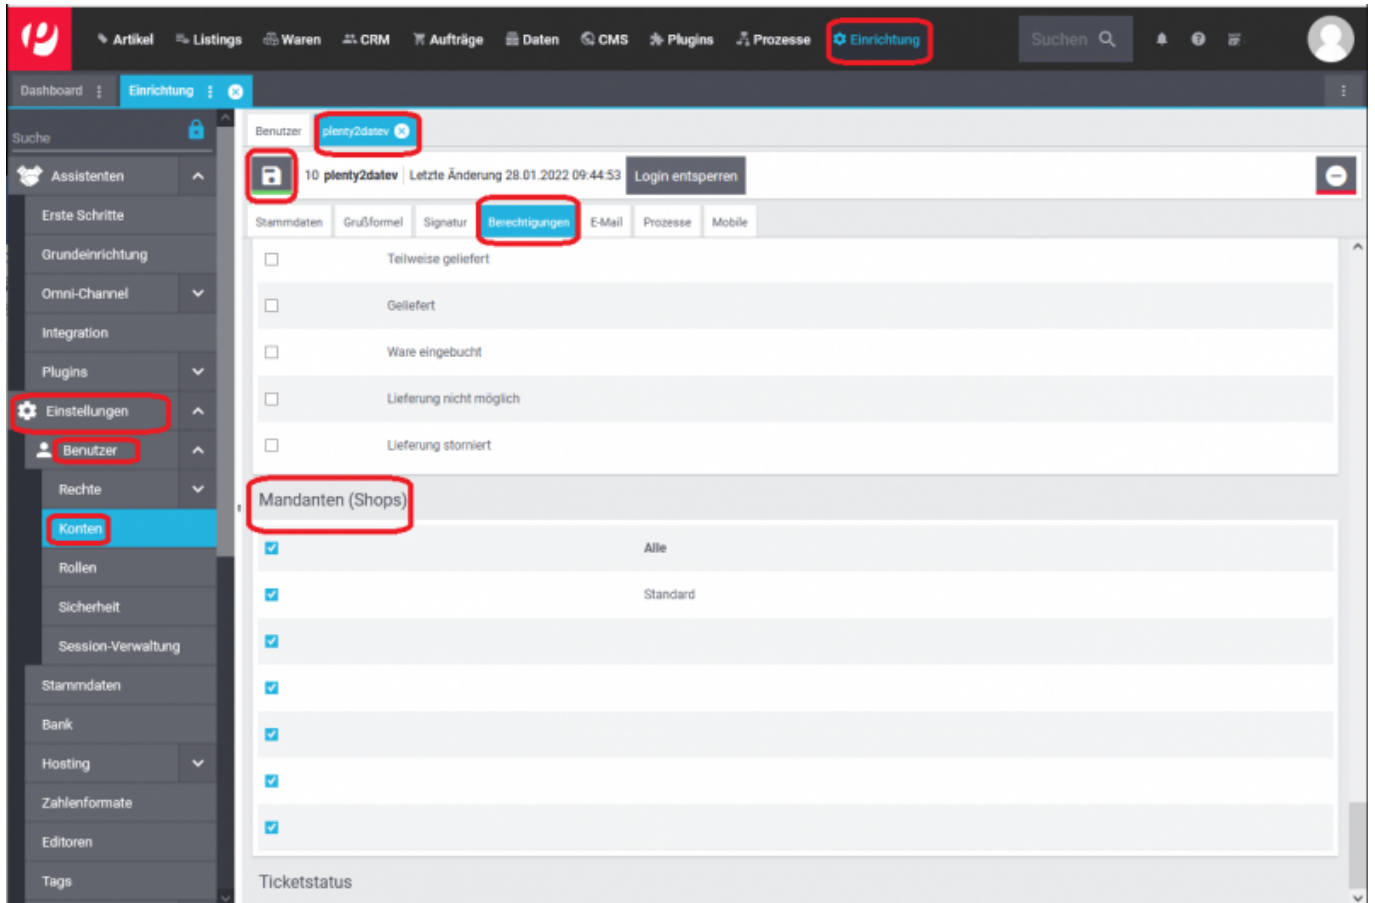 Artikel Listings Waren CRM Aufträge Daten CMS Plugins Prozesse Einrichtung Suchen
Dashboard Einrichtung
Suche
Assistenten
Erste Schritte
Grundeinrichtung
Omni-Channel
Integration
Plugins
Einstellungen
Benutzer
Rechte
Konten
Rollen
Sicherheit
Session-Verwaltung
Stammdaten
Bank
Hosting
Zahlenformate
Editoren
Tags
Benutzer plenty2datev
10 plenty2datev Letzte Änderung 28.01.2022 09:44:53 Login entsperren
Stammdaten Grußformel Signatur Berechtigungen E-Mail Prozesse Mobile
Teilweise geliefert
Geliefert
Ware eingebucht
Lieferung nicht möglich
Lieferung storniert
Mandanten (Shops)
Alle
Standard
Ticketstatus